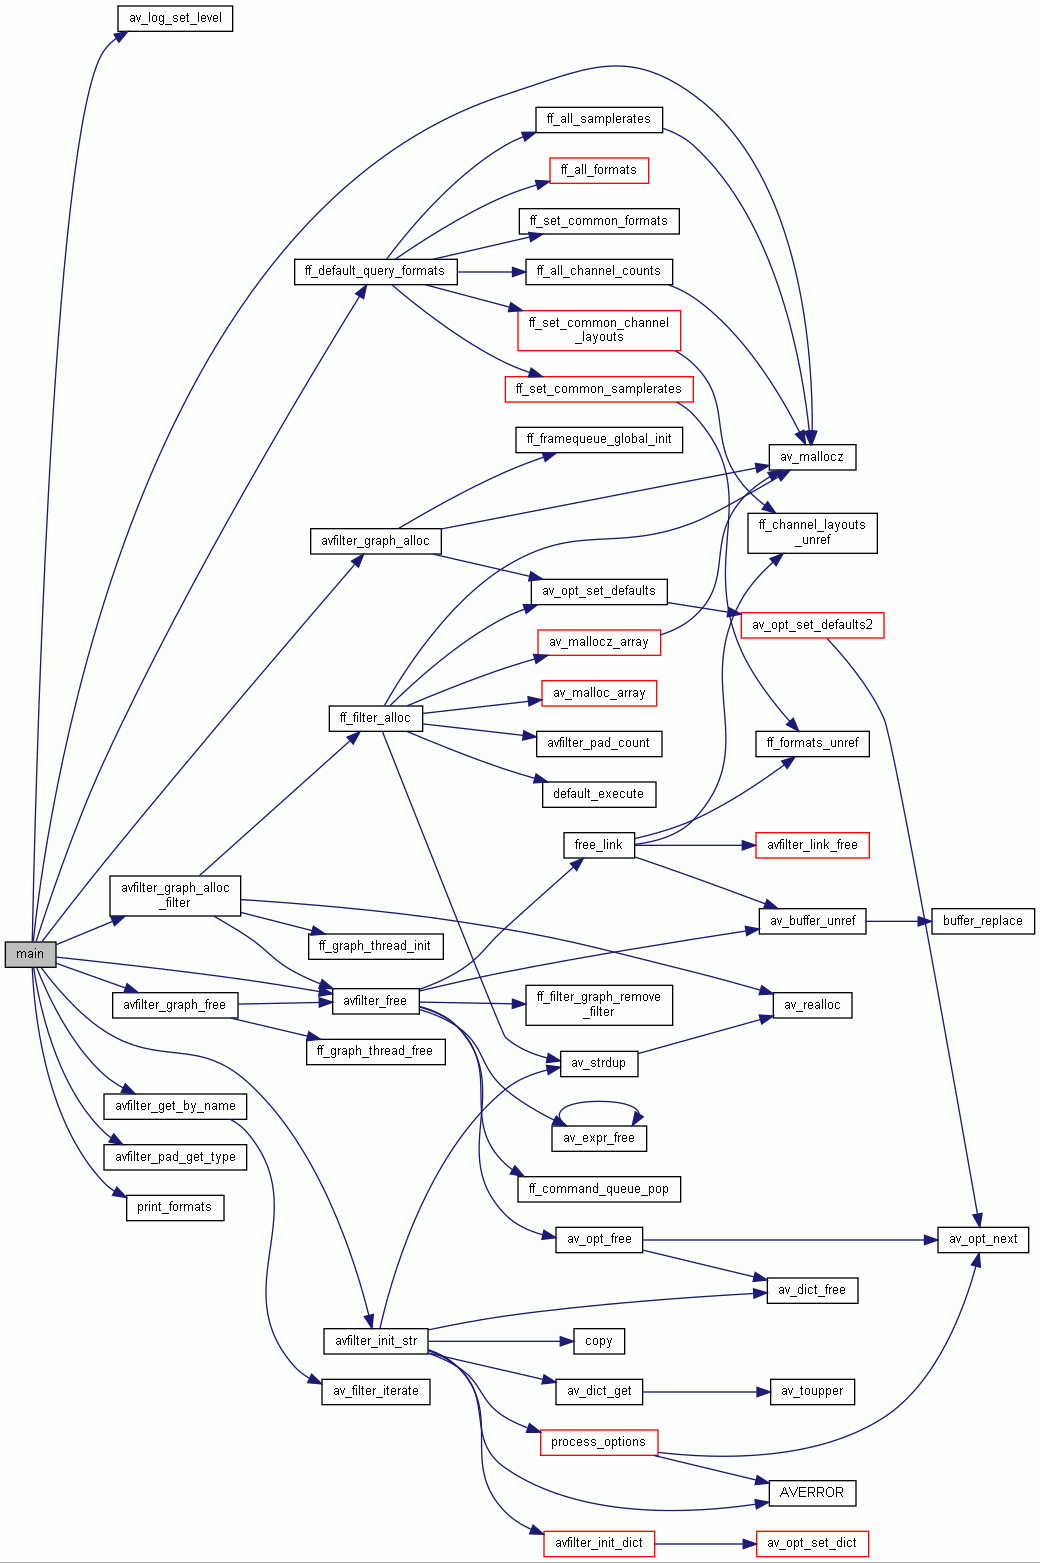 av_log_set_level
ff_all_samplerates
ff_all_formats
ff_set_common_formats
ff_default_query_formats
ff_all_channel_counts
ff_set_common_channel
_layouts
ff_set_common_samplerates
ff_framequeue_global_init
av_mallocz
ff_channel_layouts
_unref
avfilter_graph_alloc
av_opt_set_defaults
av_opt_set_defaults2
av_mallocz_array
av_malloc_array
ff_filter_alloc
avfilter_pad_count
ff_formats_unref
default_execute
free_link
avfilter_link_free
avfilter_graph_alloc
_filter
av_buffer_unref
buffer_replace
ff_graph_thread_init
main
avfilter_graph_free
avfilter_free
ff_filter_graph_remove
_filter
av_realloc
ff_graph_thread_free
av_strdup
avfilter_get_by_name
av_expr_free
avfilter_pad_get_type
ff_command_queue_pop
print_formats
av_opt_free
av_opt_next
av_dict_free
avfilter_init_str
copy
av_filter_iterate
av_dict_get
av_toupper
process_options
AVERROR
avfilter_init_dict
av_opt_set_dict